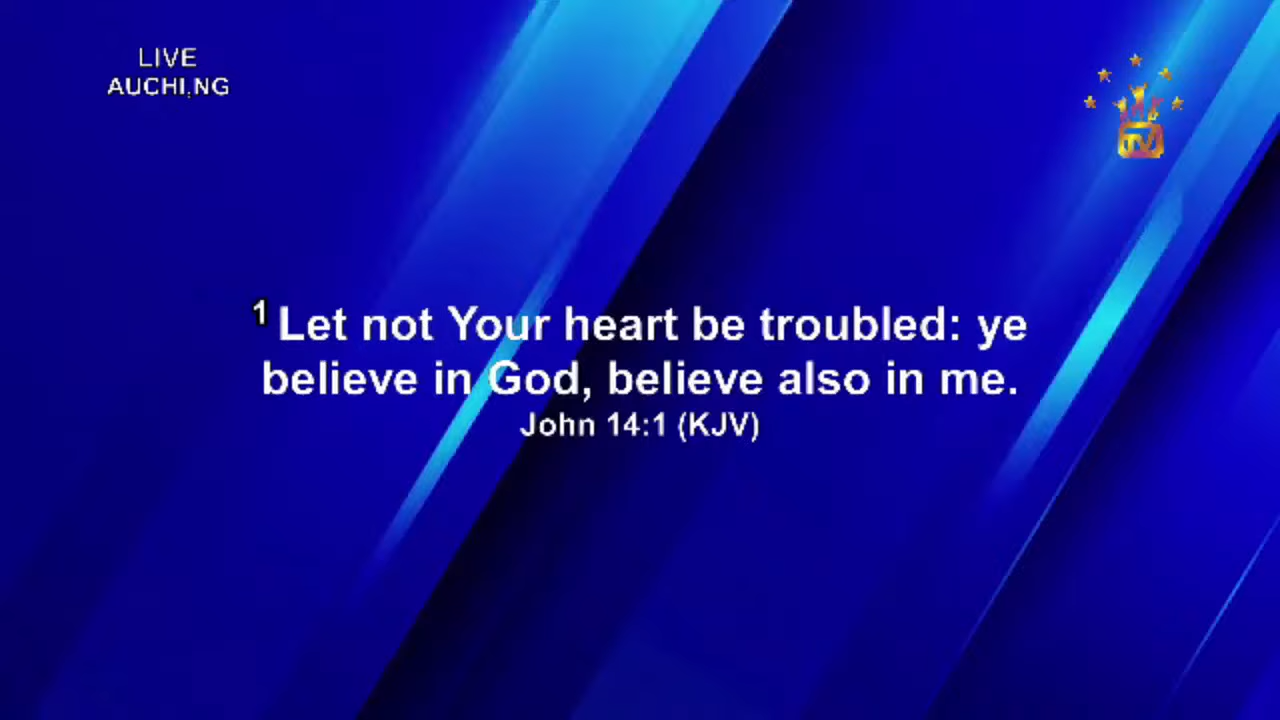 LIVE
AUCHI,NG
TV
1 Let not Your heart be troubled: ye
believe in God, believe also in me.
John 14:1 (KJV)